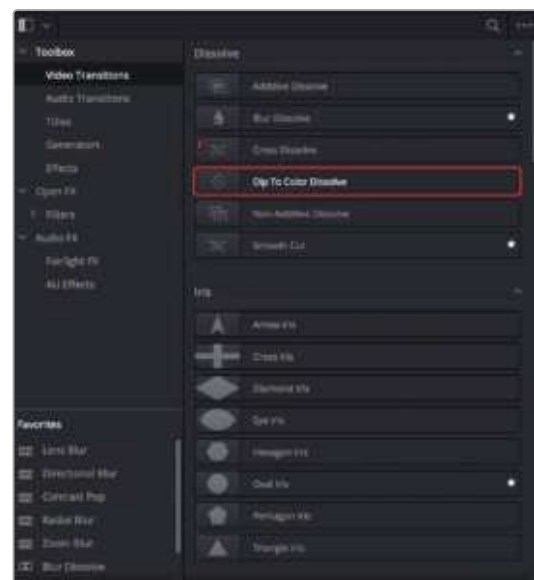 Toolbox
Video Transitions
Audio Transitions
Titles
Generators
Effects
Open FX
Filters
Audio FX
Fairlight FX
AU Effects
Favorites
Lens Blur
Directional Blur
Contrast Pop
Radial Blur
Zoom Blur
Blur Dissolve
Dissolve
Additive Dissolve
Blur Dissolve
Cross Dissolve
Dip To Color Dissolve
Non-Additive Dissolve
Smooth Cut
Iris
Arrow Iris
Cross Iris
Diamond Iris
Eye Iris
Hexagon Iris
Oval Iris
Pentagon Iris
Triangle Iris